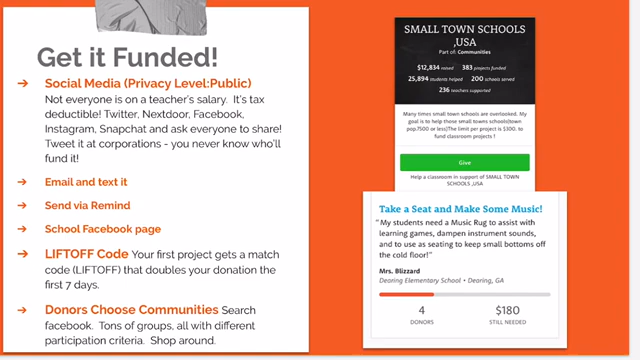 Get it Funded!
➔ Social Media (Privacy Level:Public)
Not everyone is on a teacher's salary.  It's tax
deductible! Twitter, Nextdoor, Facebook,
Instagram, Snapchat and ask everyone to share!
Tweet it at corporations - you never know who'll
fund it!
➔ Email and text it
➔ Send via Remind
➔ School Facebook page
➔ LIFTOFF Code Your first project gets a match
code (LIFTOFF) that doubles your donation the
first 7 days.
➔ Donors Choose Communities Search
facebook.  Tons of groups, all with different
participation criteria.  Shop around.
SMALL TOWN SCHOOLS
,USA
Part of: Communities
$12,834 raised 383 projects funded
25,894 students helped 200 schools served
236 teachers supported
Many times small town schools are overlooked. My
goal is to help those small towns schools(town
pop.7500 or less)The limit per project is $300. to
fund classroom projects !
Give
Help a classroom in support of SMALL TOWN
SCHOOLS ,USA
Take a Seat and Make Some Music!
"My students need a Music Rug to assist with
learning games, dampen instrument sounds,
and to use as seating to keep small bottoms off
the cold floor!"
Mrs. Blizzard
Dearing Elementary School • Dearing, GA
4 $180
DONORS STILL NEEDED